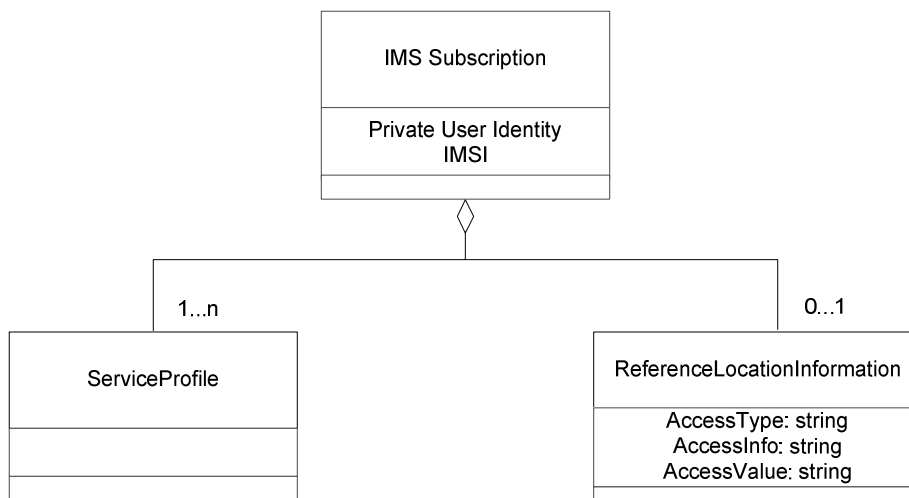 IMS Subscription
Private User Identity
IMSI
1...n
0...1
ServiceProfile
ReferenceLocationInformation
AccessType: string
AccessInfo: string
AccessValue: string